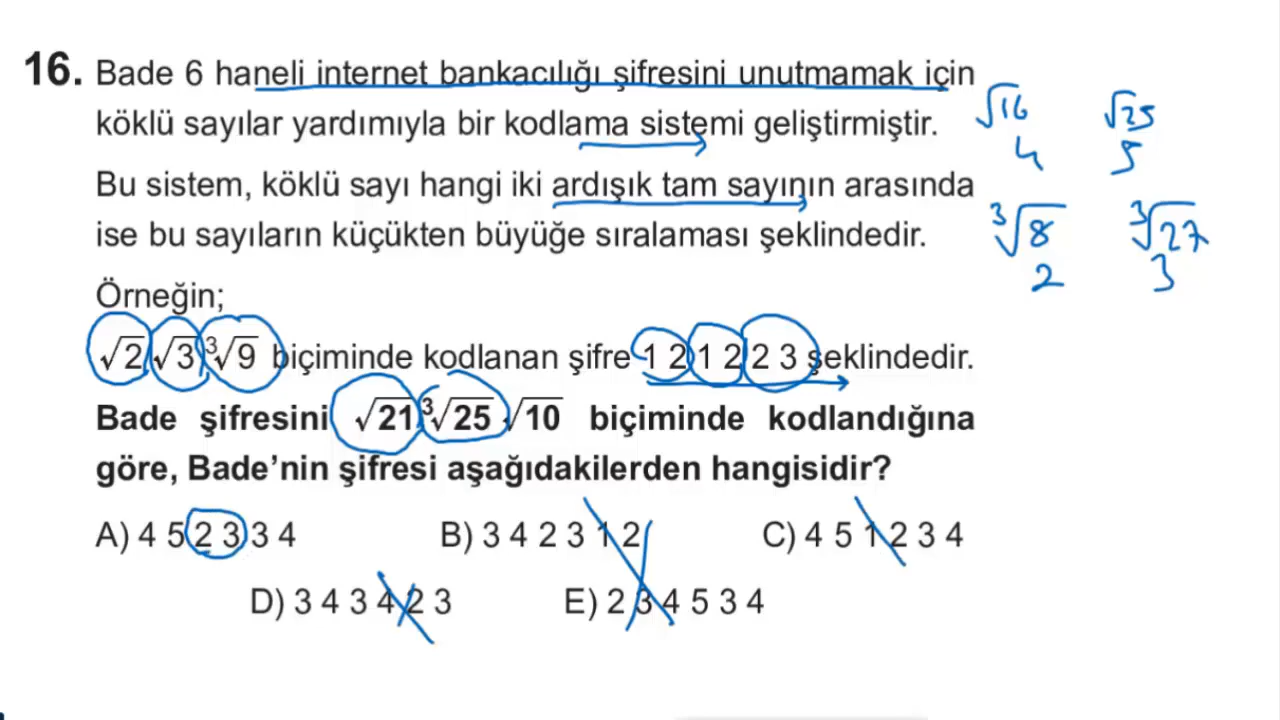 16. Bade 6 haneli internet bankacılığı şifresini unutmamak için
köklü sayılar yardımıyla bir kodlama sistemi geliştirmiştir.
Bu sistem, köklü sayı hangi iki ardışık tam sayının arasında
ise bu sayıların küçükten büyüğe sıralaması şeklindedir.
Örneğin;
√2 √3 ³√9 biçiminde kodlanan şifre 1 2 1 2 2 3 şeklindedir.
Bade şifresini √21 ³√25 √10 biçiminde kodlandığına
göre, Bade’nin şifresi aşağıdakilerden hangisidir?
A) 4 5 2 3 3 4 B) 3 4 2 3 1 2 C) 4 5 1 2 3 4
D) 3 4 3 4 2 3 E) 2 3 4 5 3 4
√16 √25
4 5
³√8 ³√27
2 3